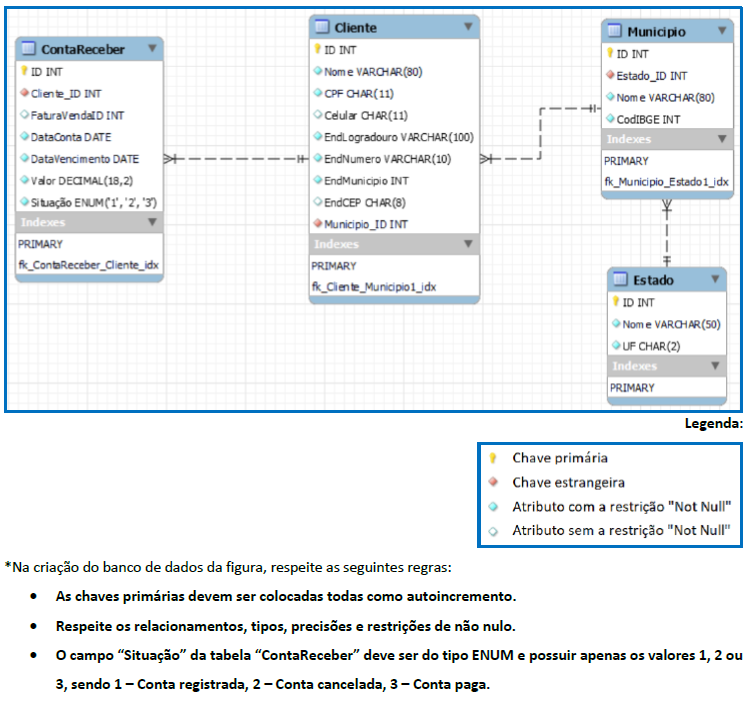 ContaReceber
ID INT
Cliente_ID INT
FaturaVendaID INT
DataConta DATE
DataVencimento DATE
Valor DECIMAL(18,2)
Situação ENUM('1', '2', '3')
Indexes
PRIMARY
fk_ContaReceber_Cliente_idx
Cliente
ID INT
Nome VARCHAR(80)
CPF CHAR(11)
Celular CHAR(11)
EndLogradouro VARCHAR(100)
EndNumero VARCHAR(10)
EndMunicipio INT
EndCEP CHAR(8)
Municipio_ID INT
Indexes
PRIMARY
fk_Cliente_Municipio1_idx
Municipio
ID INT
Estado_ID INT
Nome VARCHAR(80)
CodIBGE INT
Indexes
PRIMARY
fk_Municipio_Estado1_idx
Estado
ID INT
Nome VARCHAR(50)
UF CHAR(2)
Indexes
PRIMARY
Legenda:
Chave primária
Chave estrangeira
Atributo com a restrição "Not Null"
Atributo sem a restrição "Not Null"
*Na criação do banco de dados da figura, respeite as seguintes regras:
• As chaves primárias devem ser colocadas todas como autoincremento.
• Respeite os relacionamentos, tipos, precisões e restrições de não nulo.
• O campo “Situação” da tabela “ContaReceber” deve ser do tipo ENUM e possuir apenas os valores 1, 2 ou
3, sendo 1 – Conta registrada, 2 – Conta cancelada, 3 – Conta paga.